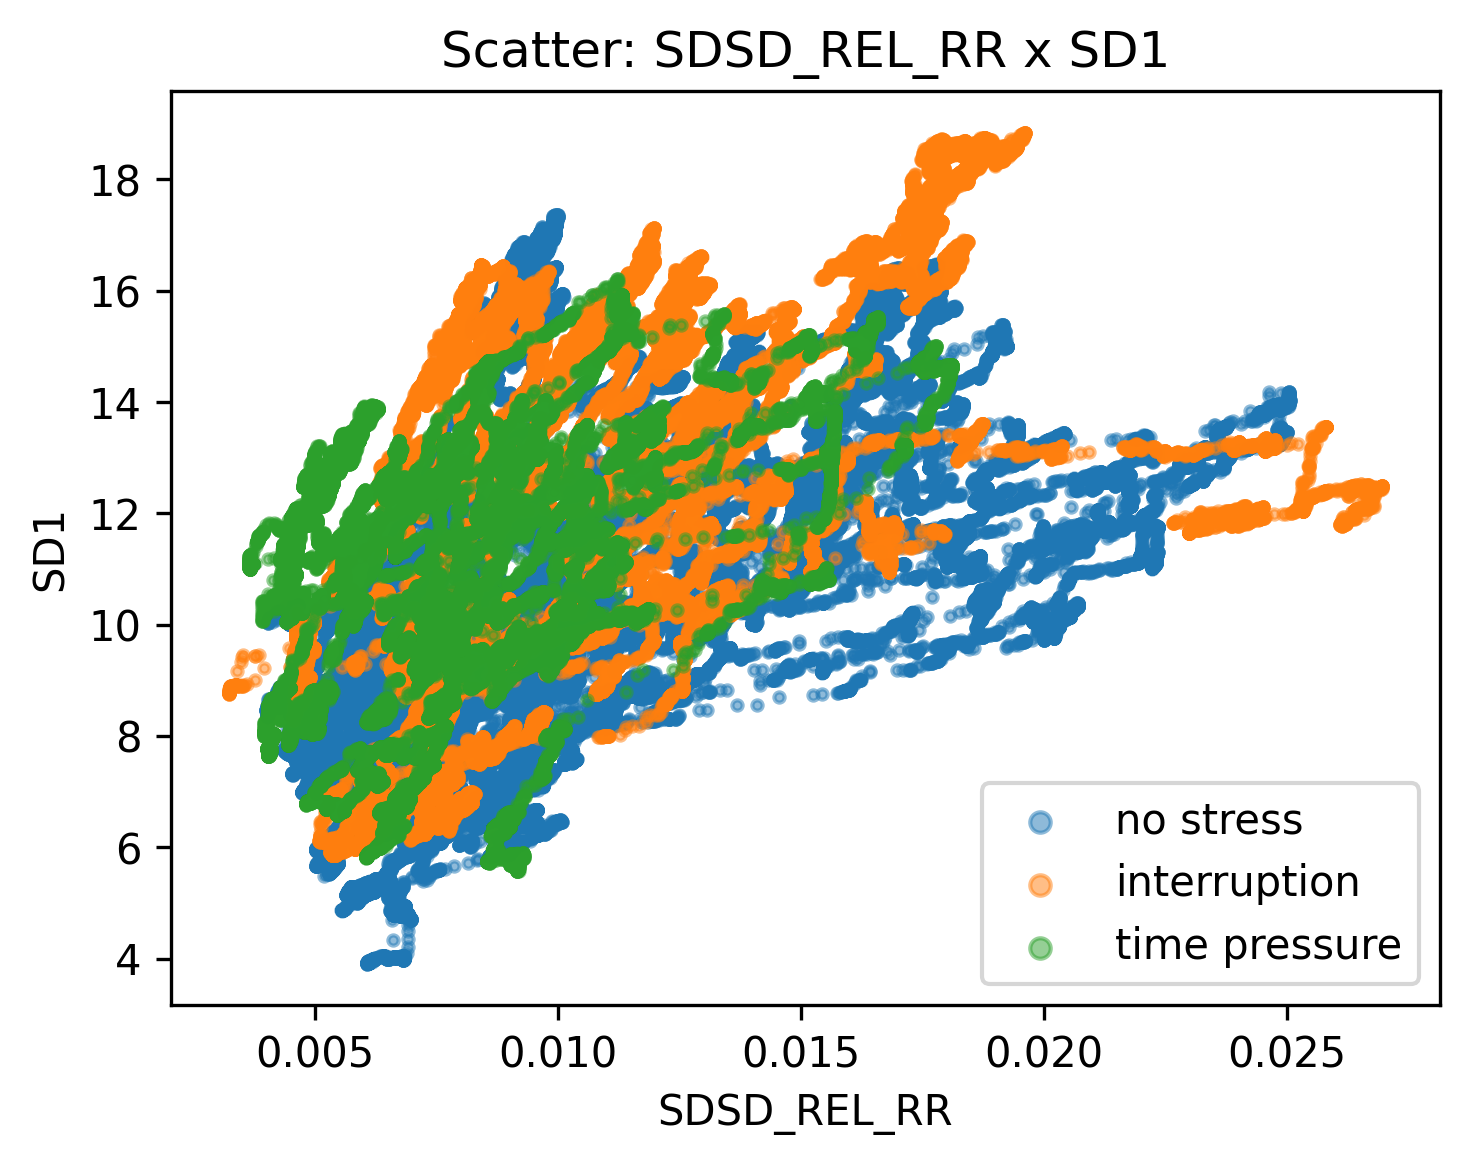 Scatter: SDSD_REL_RR x SD1
18
16
14
12
10
8
6
4
SD1
0.005 0.010 0.015 0.020 0.025
SDSD_REL_RR
no stress
interruption
time pressure